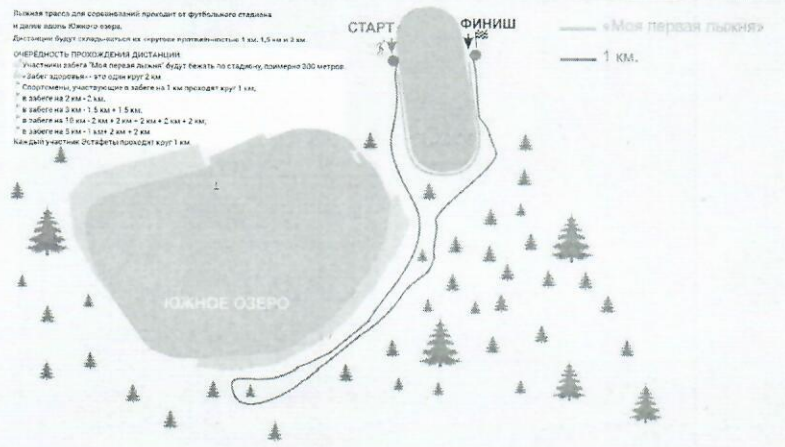 Лыжная трасса для соревнований проходит от футбольного стадиона
и далее вдоль Южного озера.
Дистанции будут складываться из кругов протяженностью 1 км, 1,5 км и 2 км.
ОЧЕРЕДНОСТЬ ПРОХОЖДЕНИЯ ДИСТАНЦИИ
* Участники забега "Моя первая лыжня" будут бежать по стадиону, примерно 300 метров.
«Забег здоровья» - это один круг 2 км
* Спортсмены, участвующие в забеге на 1 км проходят круг 1 км,
* в забеге на 2 км - 2 км,
* в забеге на 3 км - 1.5 км + 1.5 км,
* в забеге на 10 км - 2 км + 2 км + 2 км + 2 км + 2 км,
* в забеге на 5 км - 1 км + 2 км + 2 км
Каждый участник Эстафеты проходит круг 1 км
СТАРТ
ФИНИШ
«Моя первая лыжня»
1 км.
ЮЖНОЕ ОЗЕРО